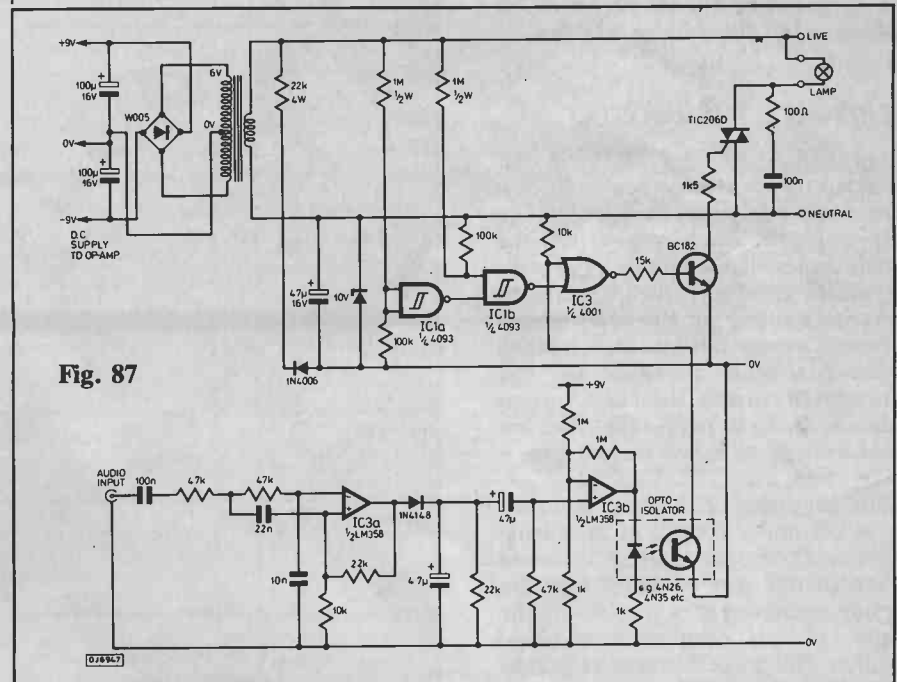 +9V
100µ
16V
0V
100µ
16V
-9V
D.C
SUPPLY
TO OP-AMP
W005
6V
0V
22k
4W
1M
½W
1M
½W
LIVE
LAMP
TIC206D
100Ω
1k5
100n
NEUTRAL
47µ
16V
10V
1N4006
100k
IC1a
¼ 4093
100k
IC1b
¼ 4093
10k
IC3
¼ 4001
15k
BC182
0V
Fig. 87
AUDIO
INPUT
100n
47k
47k
22n
10n
10k
22k
IC3a
½LM358
1N4148
4·7µ
22k
47µ
47k
+9V
1M
1M
1k
IC3b
½LM358
OPTO-
ISOLATOR
e.g 4N26,
4N35 etc
1k
0V